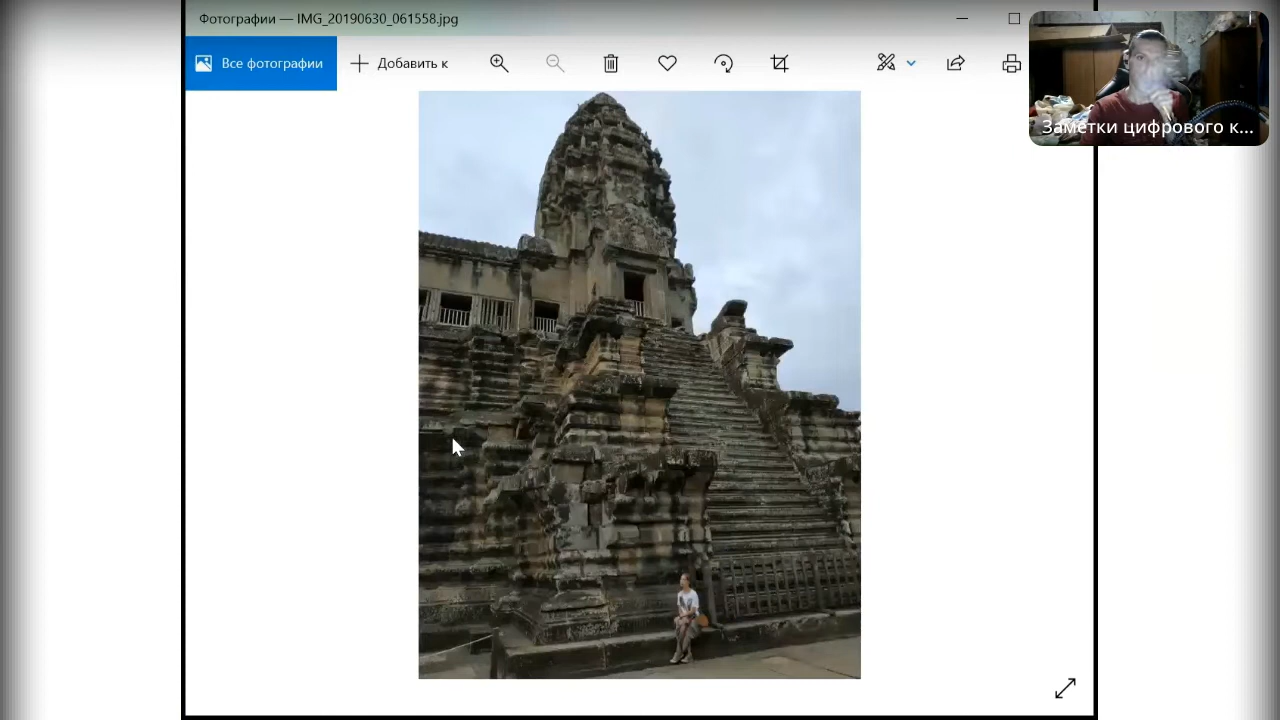 Фотографии — IMG_20190630_061558.jpg
Все фотографии
Добавить к
Заметки цифрового к...